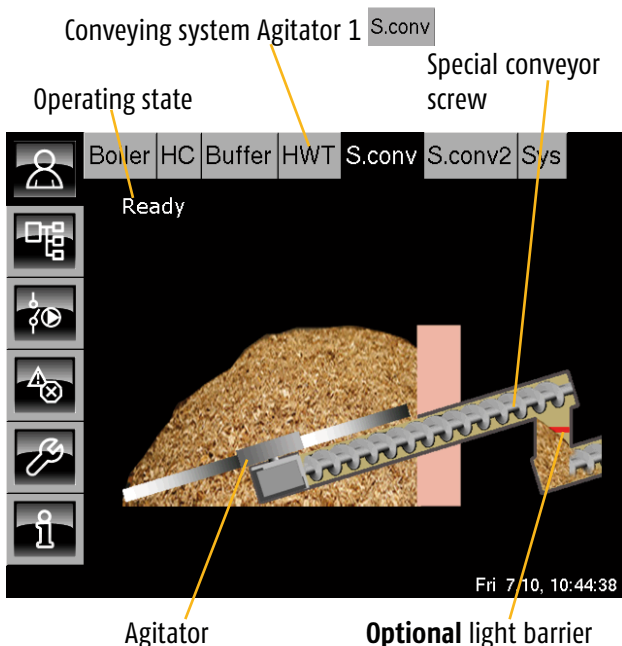 Conveying system Agitator 1 S.conv
Special conveyor
screw
Operating state
Boiler HC Buffer HWT S.conv S.conv2 Sys
Ready
Fri 7/10, 10:44:38
Agitator
Optional light barrier